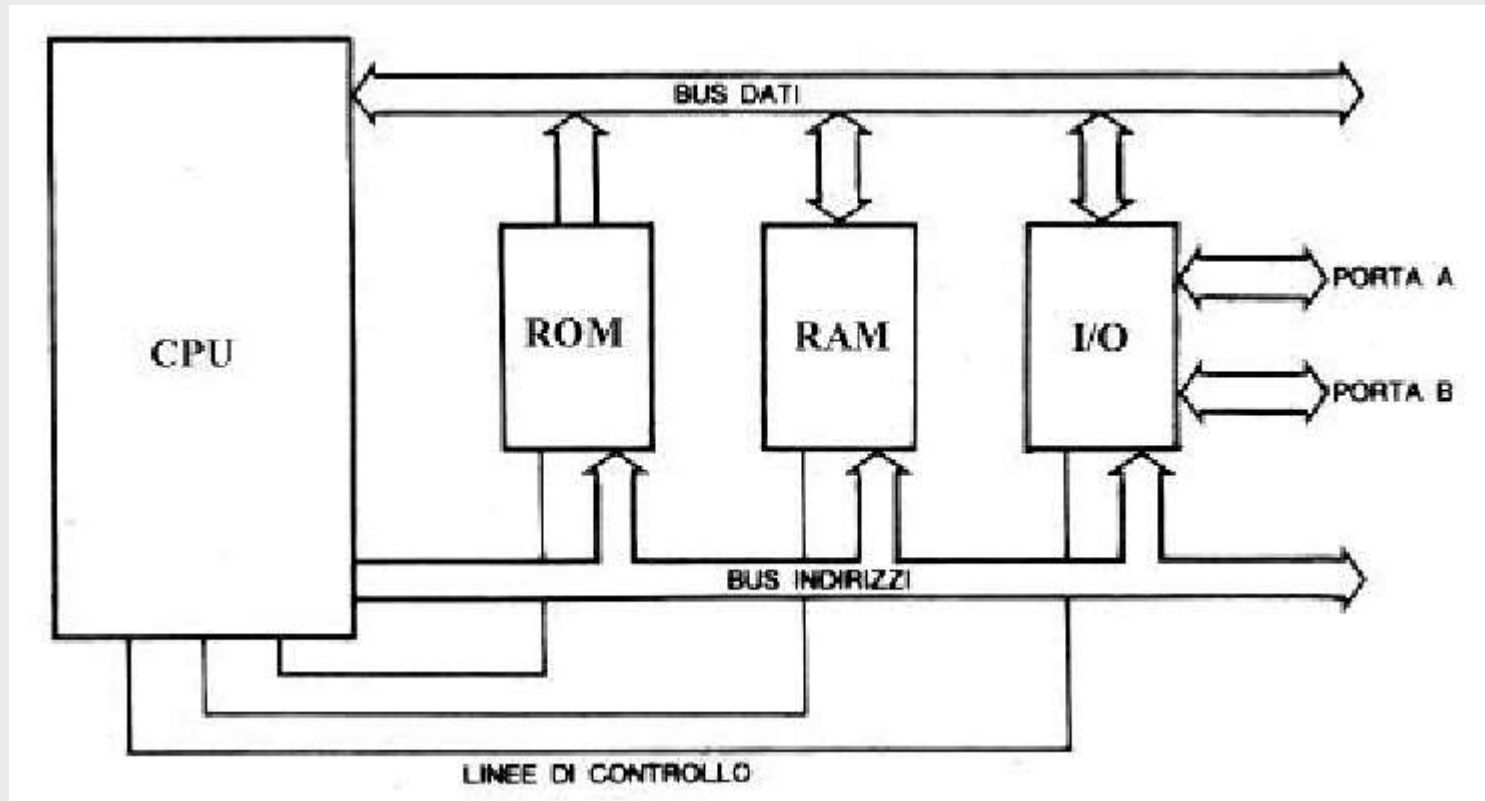 BUS DATI
CPU
ROM
RAM
I/O
PORTA A
PORTA B
BUS INDIRIZZI
LINEE DI CONTROLLO